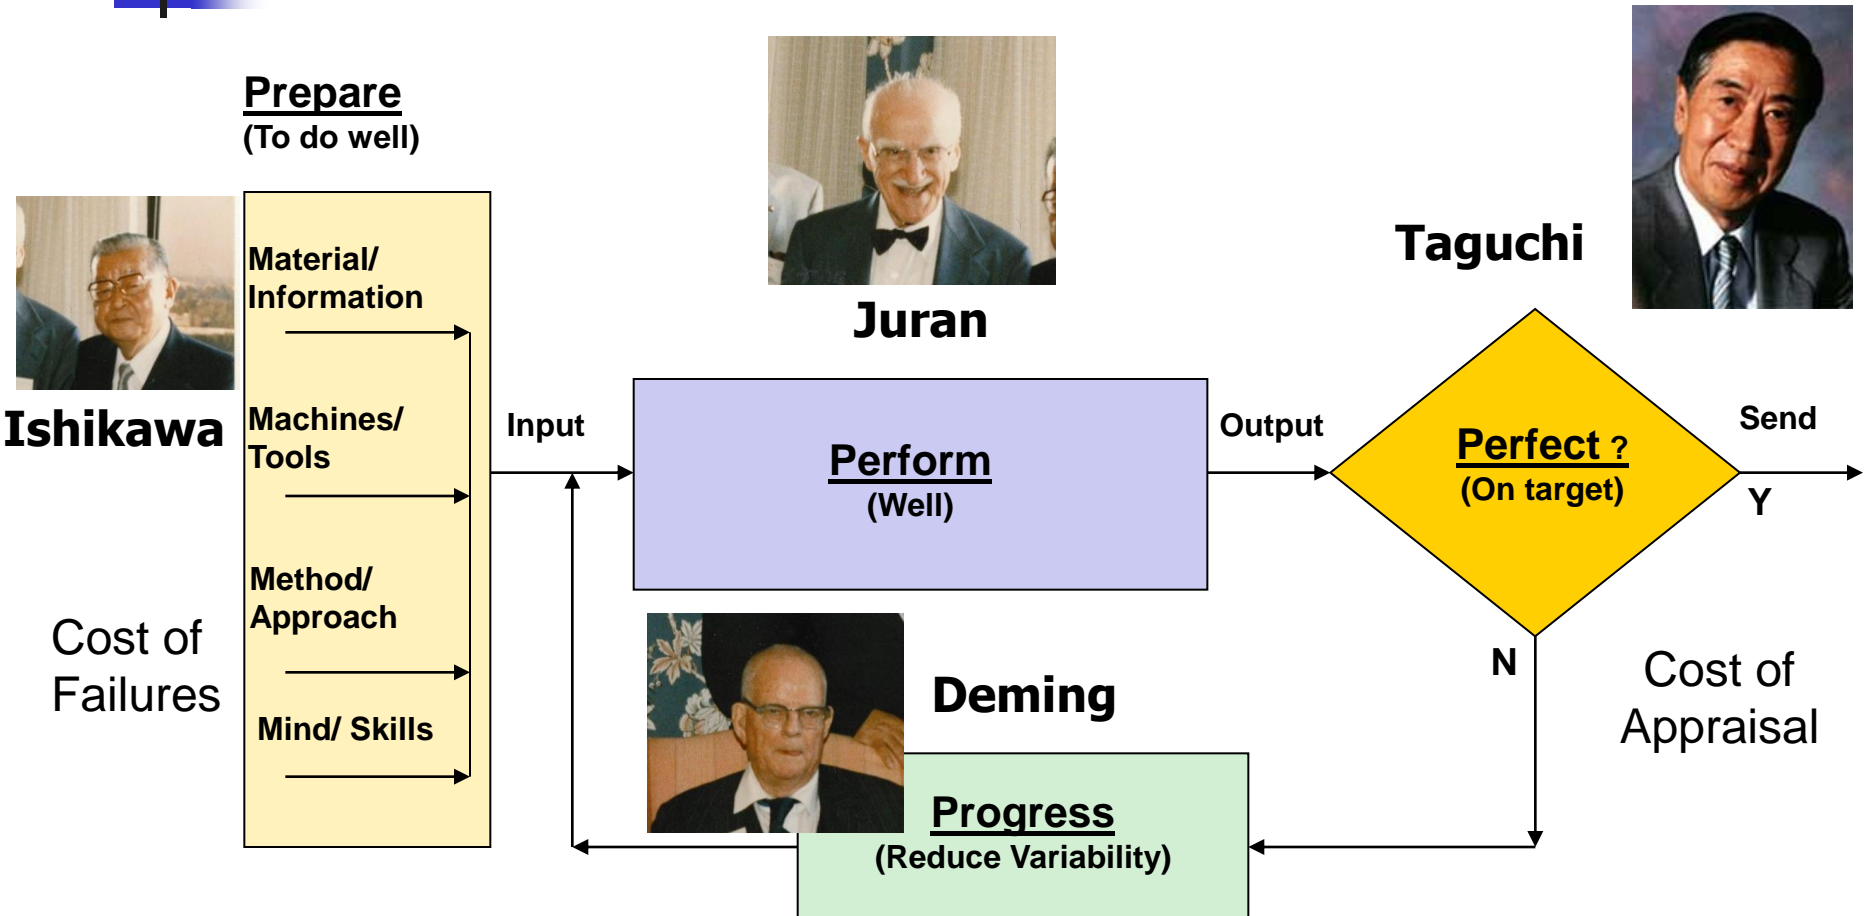 Prepare
(To do well)
Ishikawa
Material/
Information
Machines/
Tools
Method/
Approach
Mind/ Skills
Cost of
Failures
Input
Juran
Perform
(Well)
Output
Taguchi
Perfect ?
(On target)
Send
Y
N
Cost of
Appraisal
Deming
Progress
(Reduce Variability)